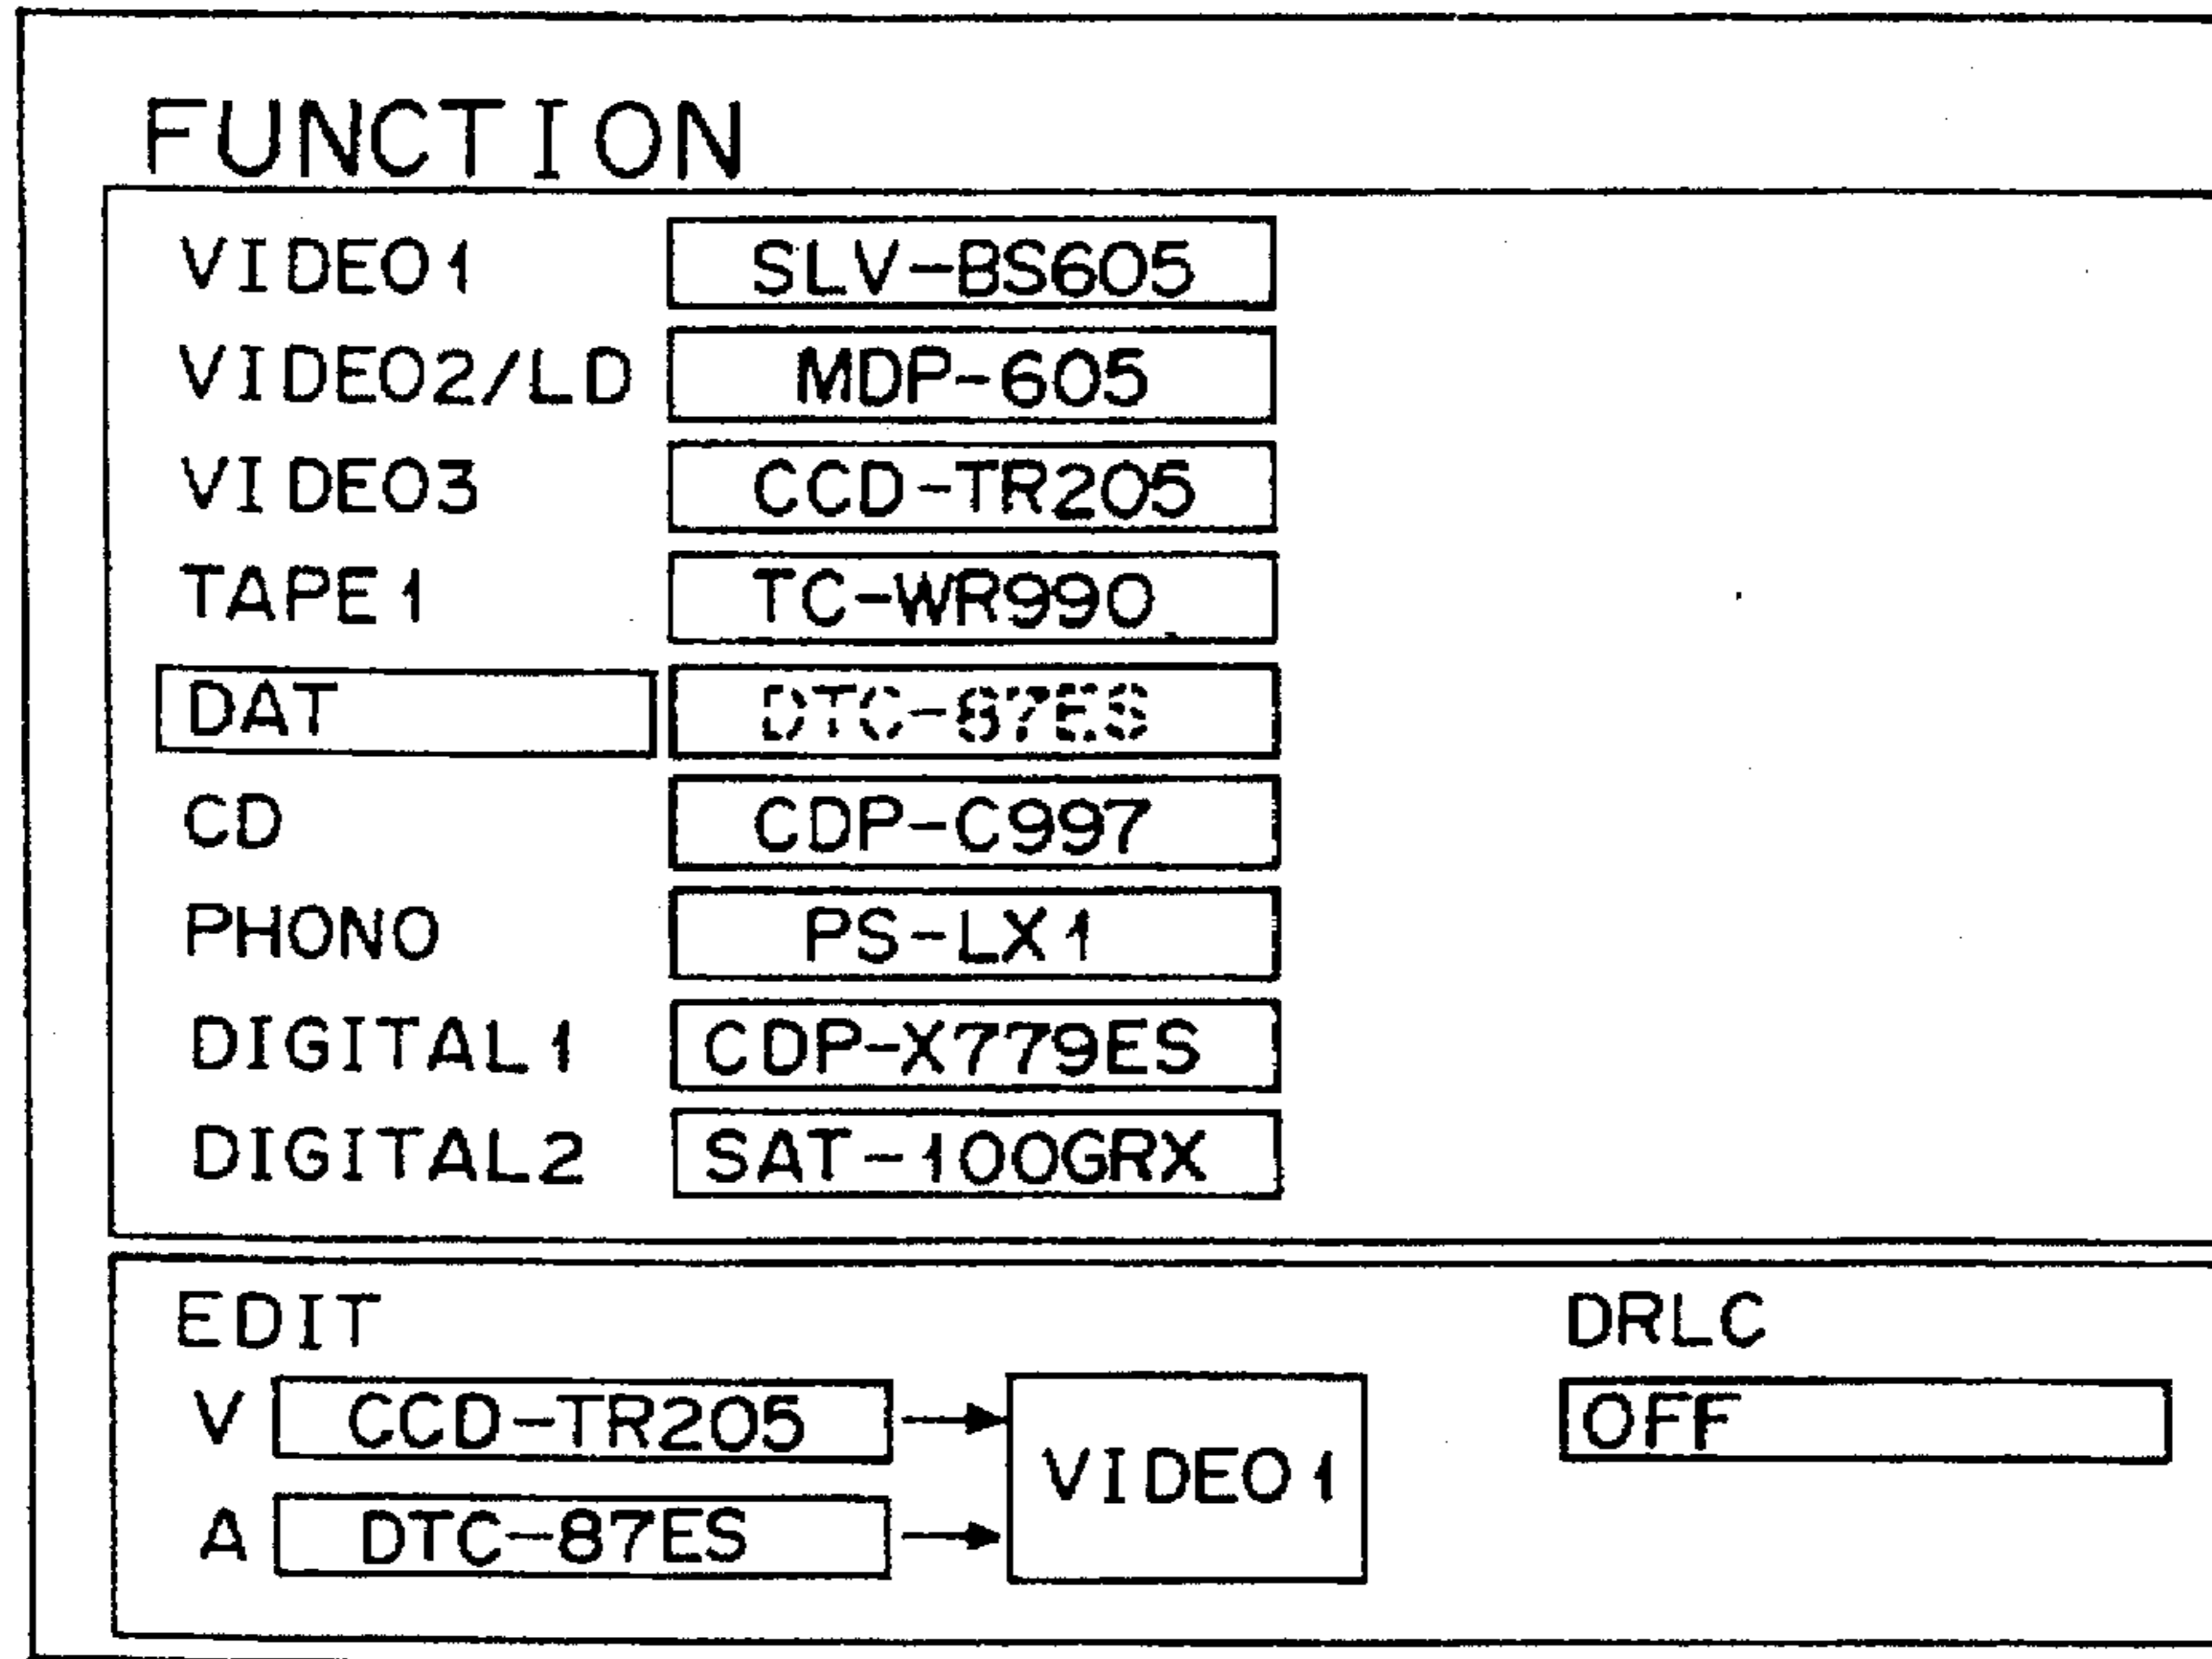 FUNCTION
VIDEO1 SLV-BS605
VIDEO2/LD MDP-605
VIDEO3 CCD-TR205
TAPE1 TC-WR990
DAT DTC-87ES
CD CDP-C997
PHONO PS-LX1
DIGITAL1 CDP-X779ES
DIGITAL2 SAT-100GRX
EDIT DRLC
V CCD-TR205 OFF
VIDEO1
A DTC-87ES